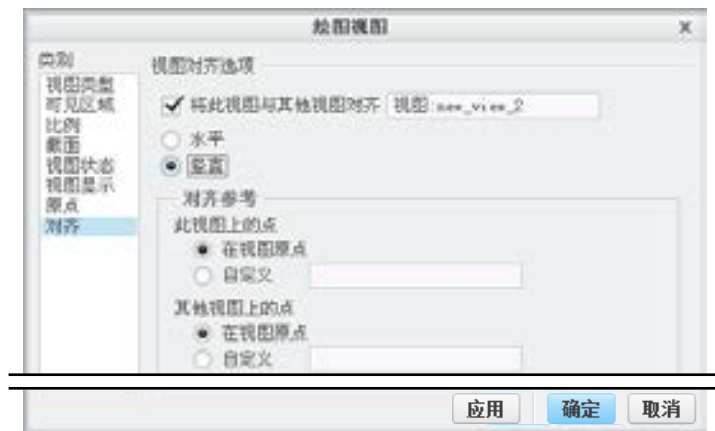 绘图视图
类别
视图类型
可见区域
比例
截面
视图状态
视图显示
原点
对齐
视图对齐选项
将此视图与其他视图对齐 视图:new_view_2
水平
竖直
对齐参考
此视图上的点
在视图原点
自定义
其他视图上的点
在视图原点
自定义
应用 确定 取消